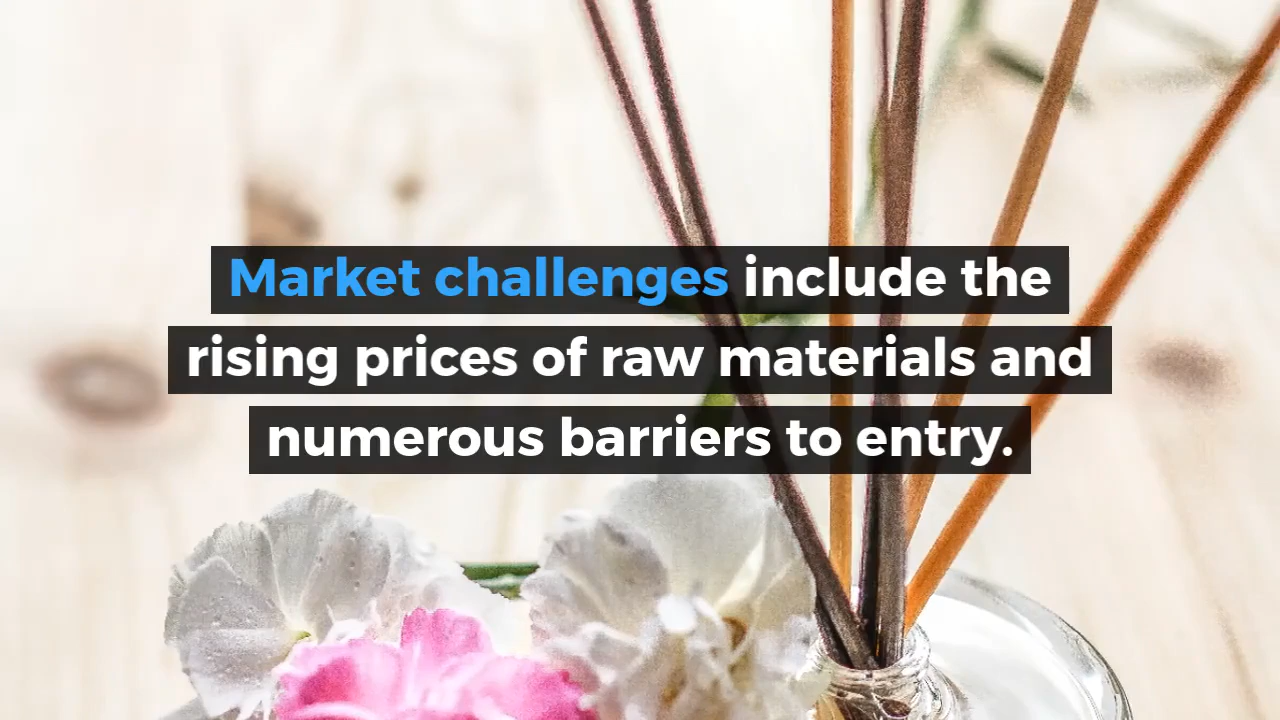 Market challenges include the
rising prices of raw materials and
numerous barriers to entry.